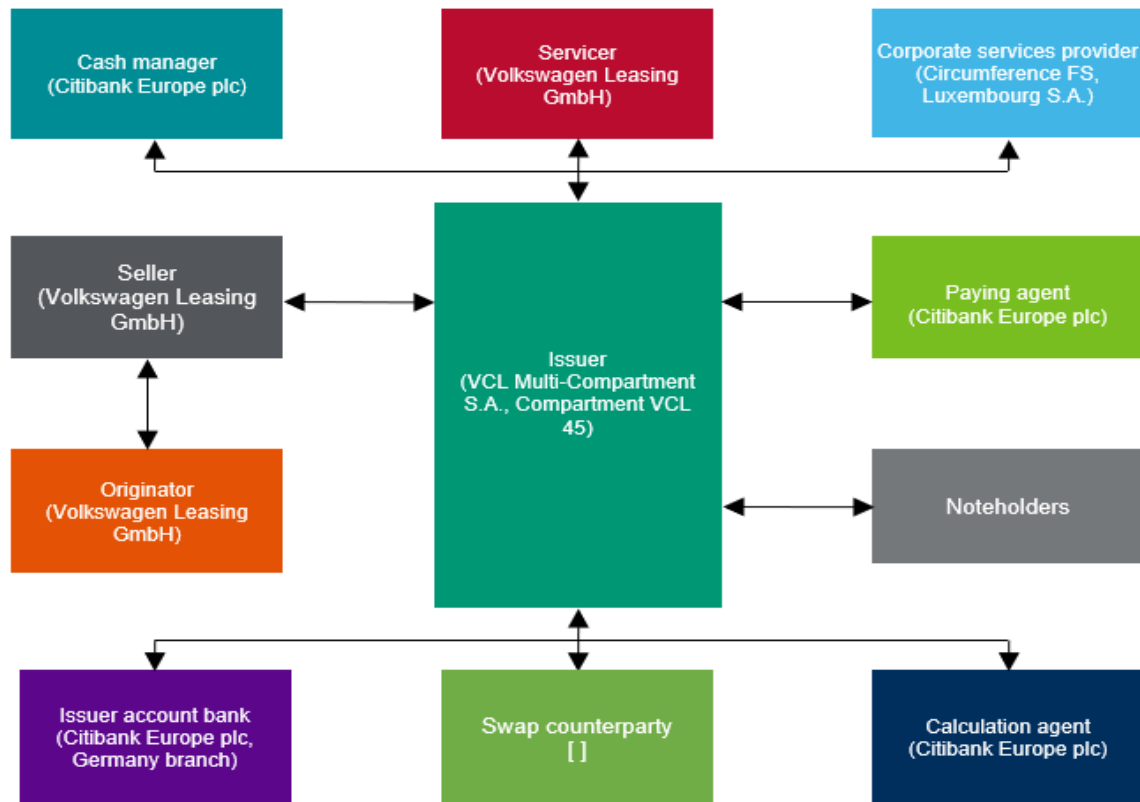 Cash manager
(Citibank Europe plc)
Servicer
(Volkswagen Leasing
GmbH)
Corporate services provider
(Circumference FS,
Luxembourg S.A.)
Seller
(Volkswagen Leasing
GmbH)
Issuer
(VCL Multi-Compartment
S.A., Compartment VCL
45)
Paying agent
(Citibank Europe plc)
Originator
(Volkswagen Leasing
GmbH)
Noteholders
Issuer account bank
(Citibank Europe plc,
Germany branch)
Swap counterparty
[ ]
Calculation agent
(Citibank Europe plc)